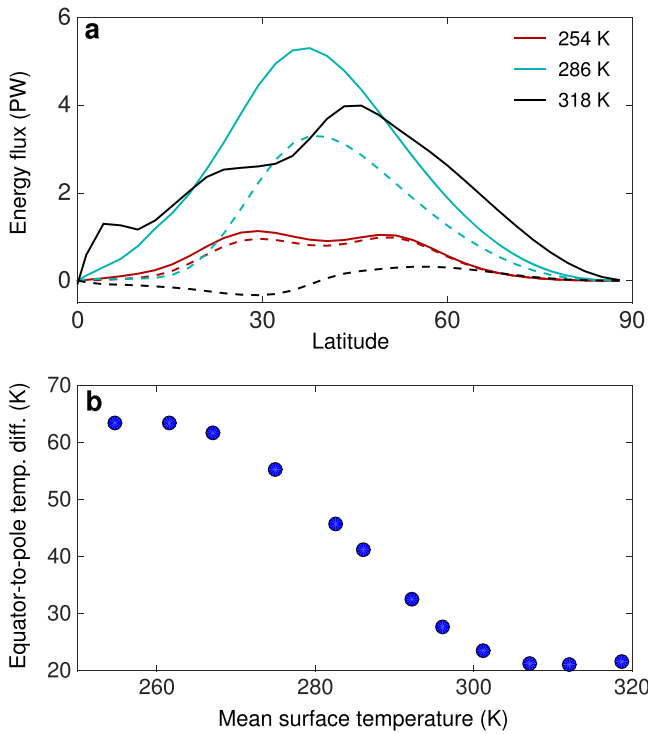 a
254 K
286 K
318 K
Energy flux (PW)
6
4
2
0
0 30 60 90
Latitude
b
Equator-to-pole temp. diff. (K)
70
60
50
40
30
20
260 280 300 320
Mean surface temperature (K)